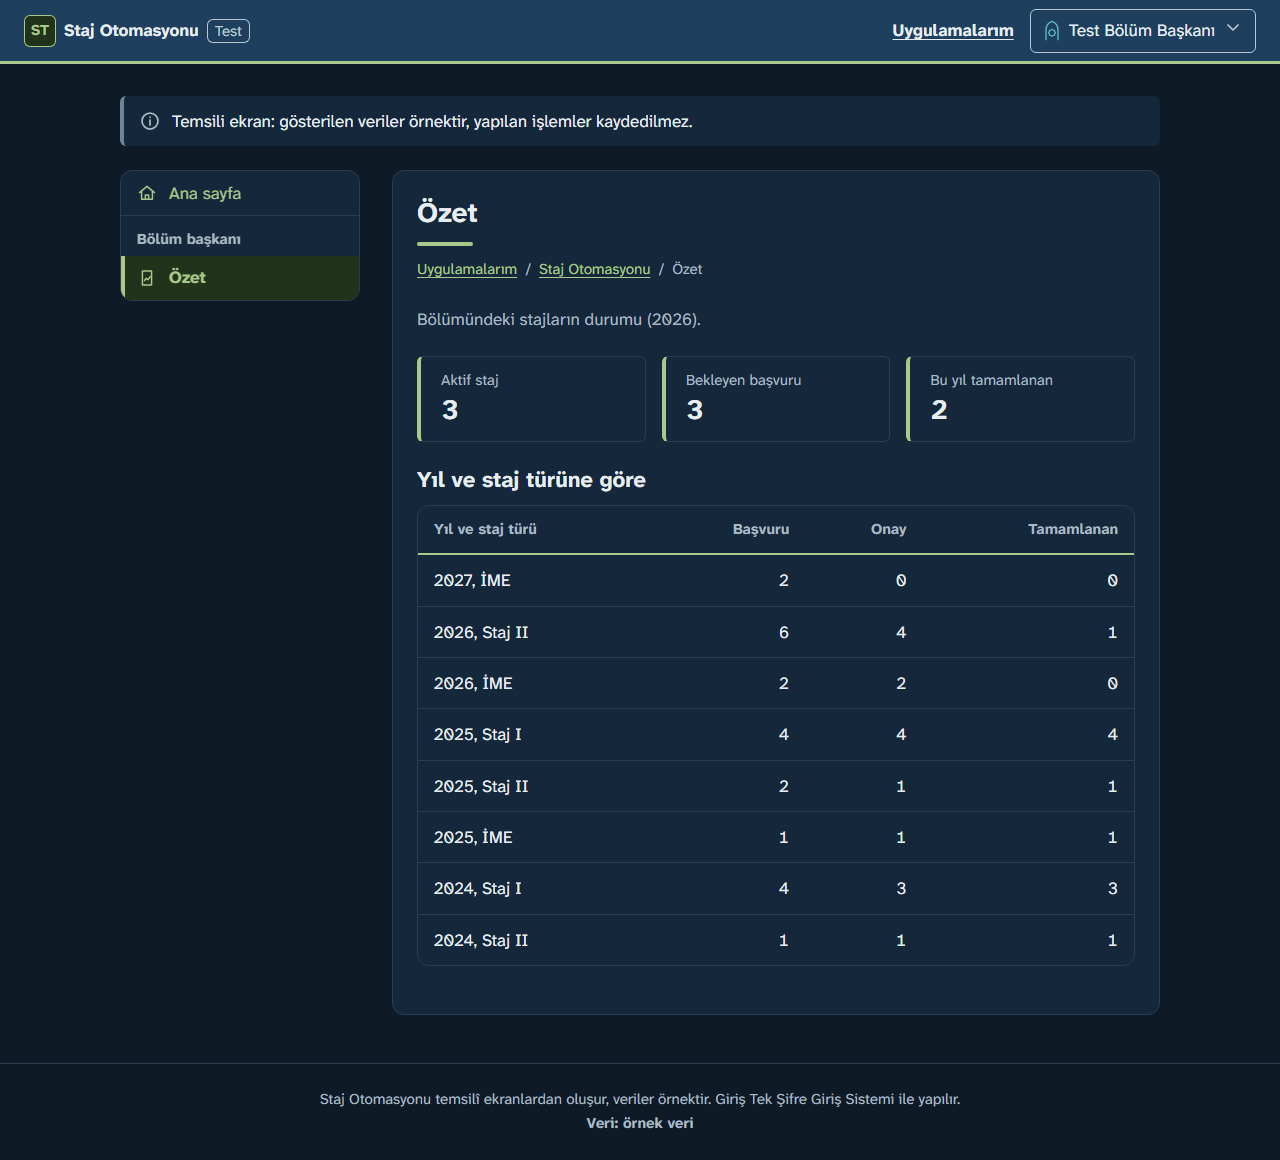 ST Staj Otomasyonu Test
Uygulamalarım
Test Bölüm Başkanı
Temsili ekran: gösterilen veriler örnektir, yapılan işlemler kaydedilmez.
Ana sayfa
Bölüm başkanı
Özet
Özet
Uygulamalarım / Staj Otomasyonu / Özet
Bölümündeki stajların durumu (2026).
Aktif staj
3
Bekleyen başvuru
3
Bu yıl tamamlanan
2
Yıl ve staj türüne göre
Yıl ve staj türü Başvuru Onay Tamamlanan
2027, İME 2 0 0
2026, Staj II 6 4 1
2026, İME 2 2 0
2025, Staj I 4 4 4
2025, Staj II 2 1 1
2025, İME 1 1 1
2024, Staj I 4 3 3
2024, Staj II 1 1 1
Staj Otomasyonu temsilî ekranlardan oluşur, veriler örnektir. Giriş Tek Şifre Giriş Sistemi ile yapılır.
Veri: örnek veri